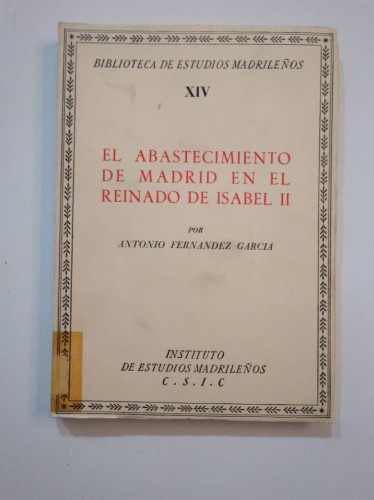 BIBLIOTECA DE ESTUDIOS MADRILEÑOS
XIV
EL ABASTECIMIENTO
DE MADRID EN EL
REINADO DE ISABEL II
POR
ANTONIO FERNANDEZ GARCIA
INSTITUTO
DE ESTUDIOS MADRILEÑOS
C. S. I. C